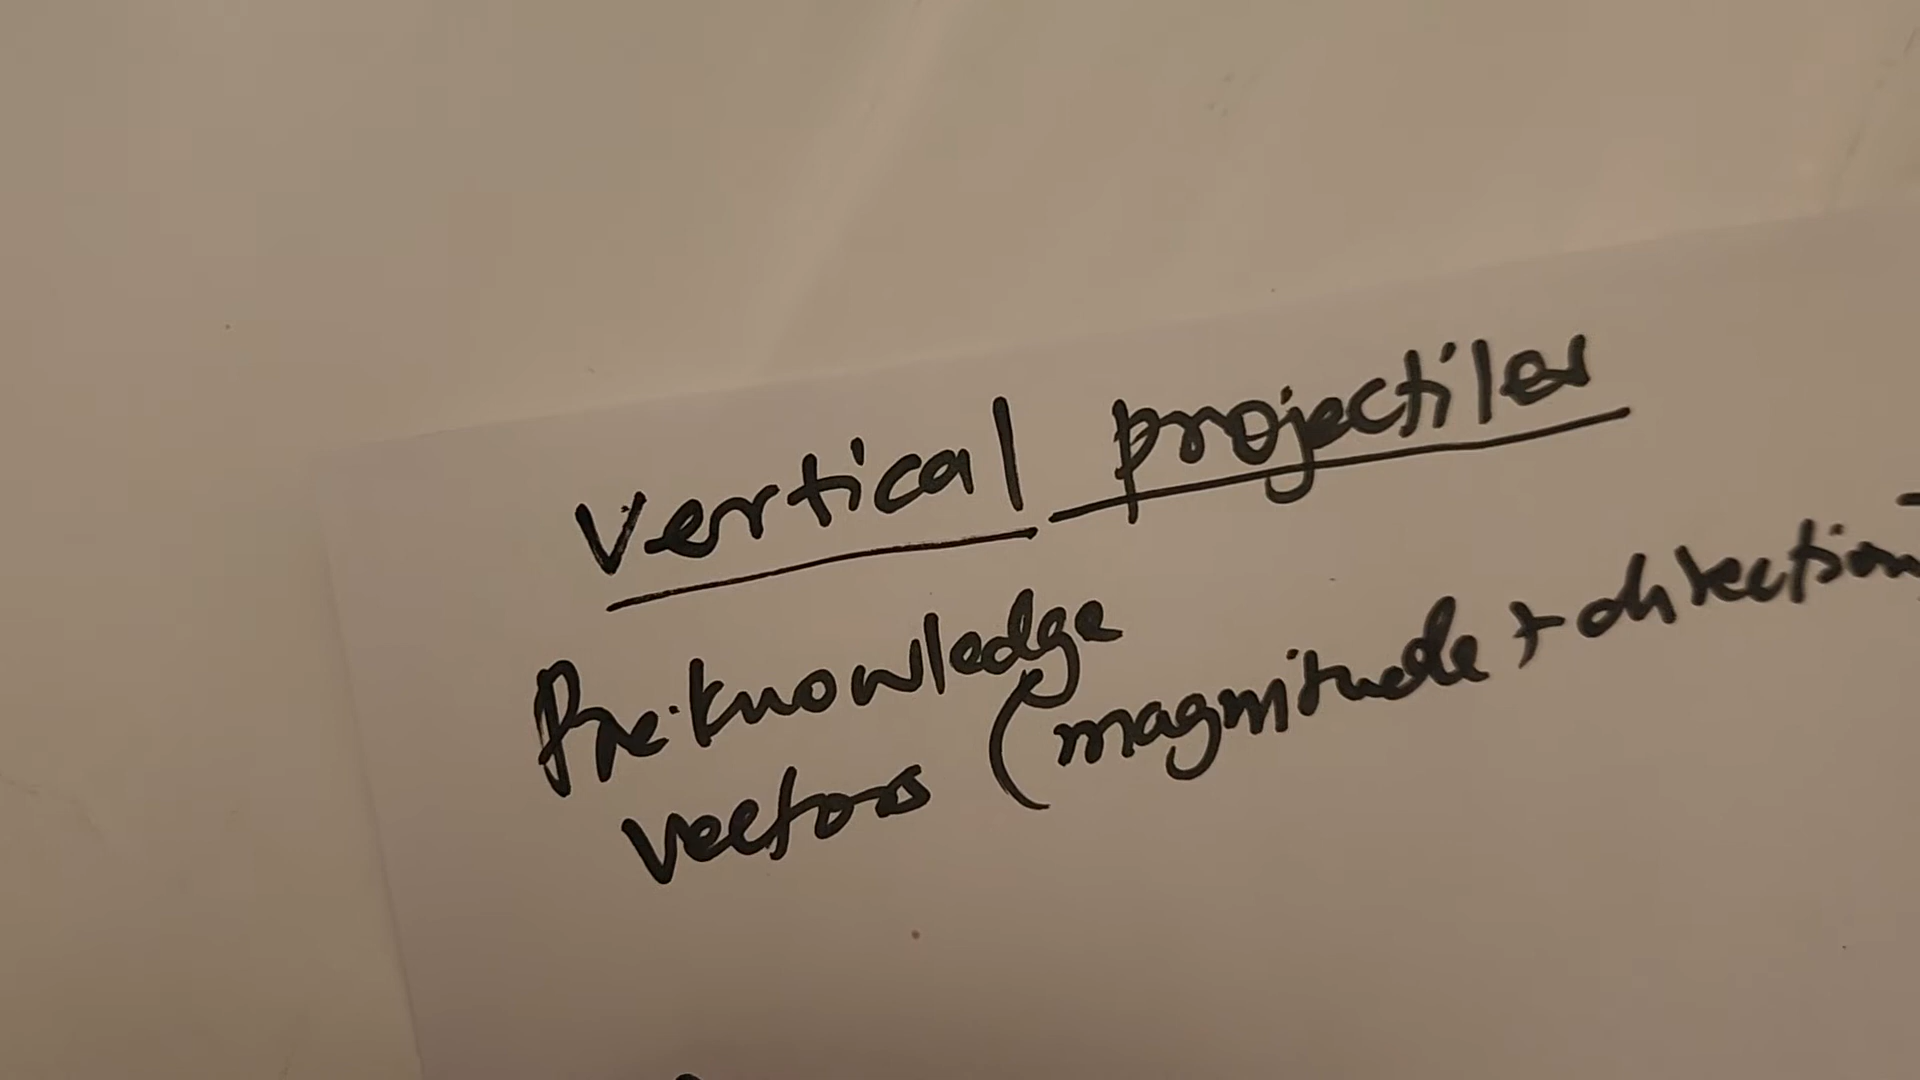 Vertical projectiles
Pre-knowledge
Vectors (magnitude + direction